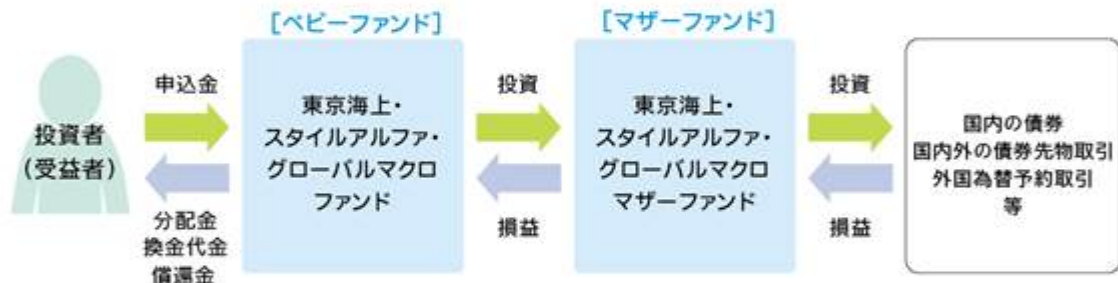 [ベビーファンド]
[マザーファンド]
投資者
(受益者)
申込金
分配金
換金代金
償還金
東京海上・
スタイルアルファ・
グローバルマクロ
ファンド
投資
損益
東京海上・
スタイルアルファ・
グローバルマクロ
マザーファンド
投資
損益
国内の債券
国内外の債券先物取引
外国為替予約取引
等